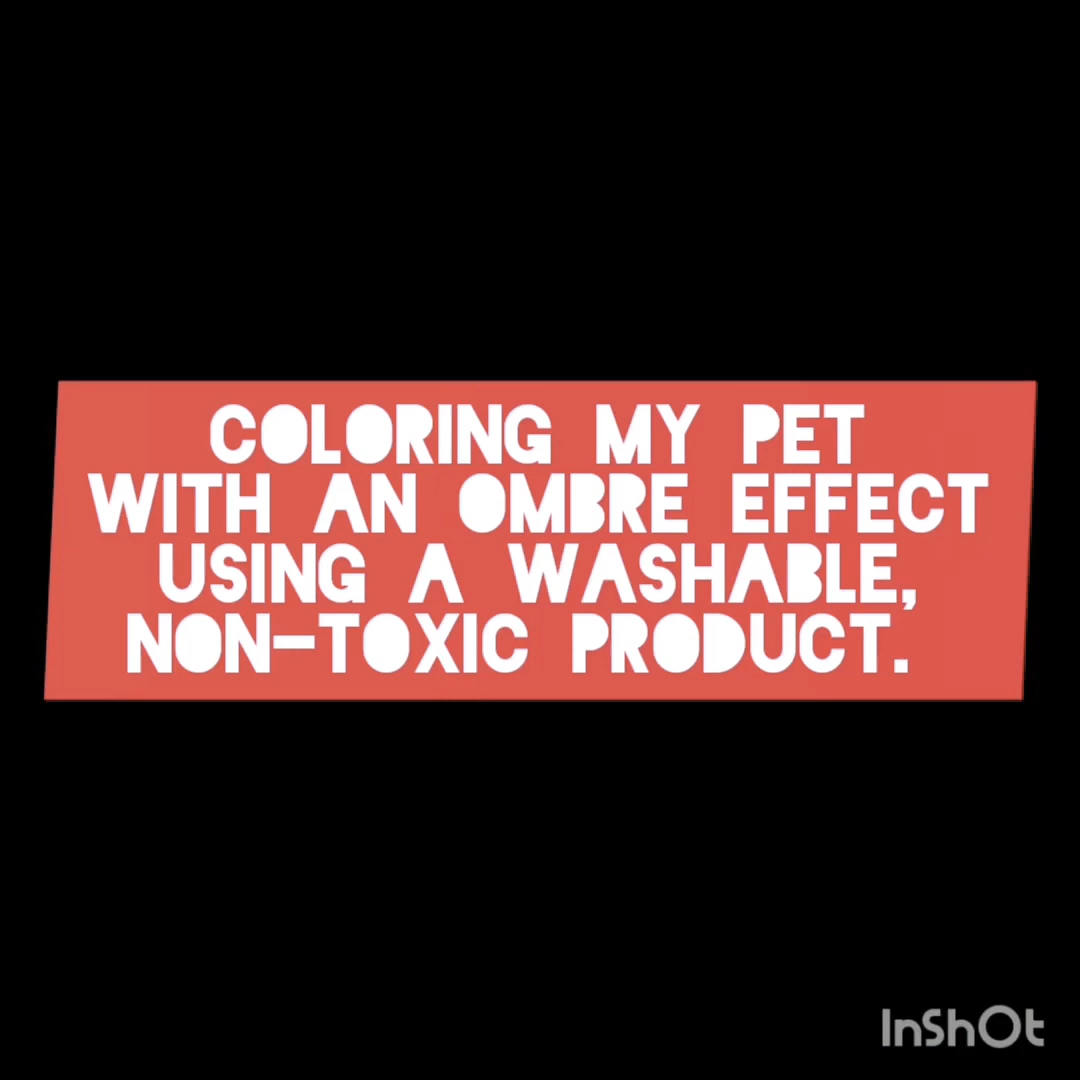 COLORING MY PET
WITH AN OMBRE EFFECT
USING A WASHABLE,
NON-TOXIC PRODUCT.
InShOt